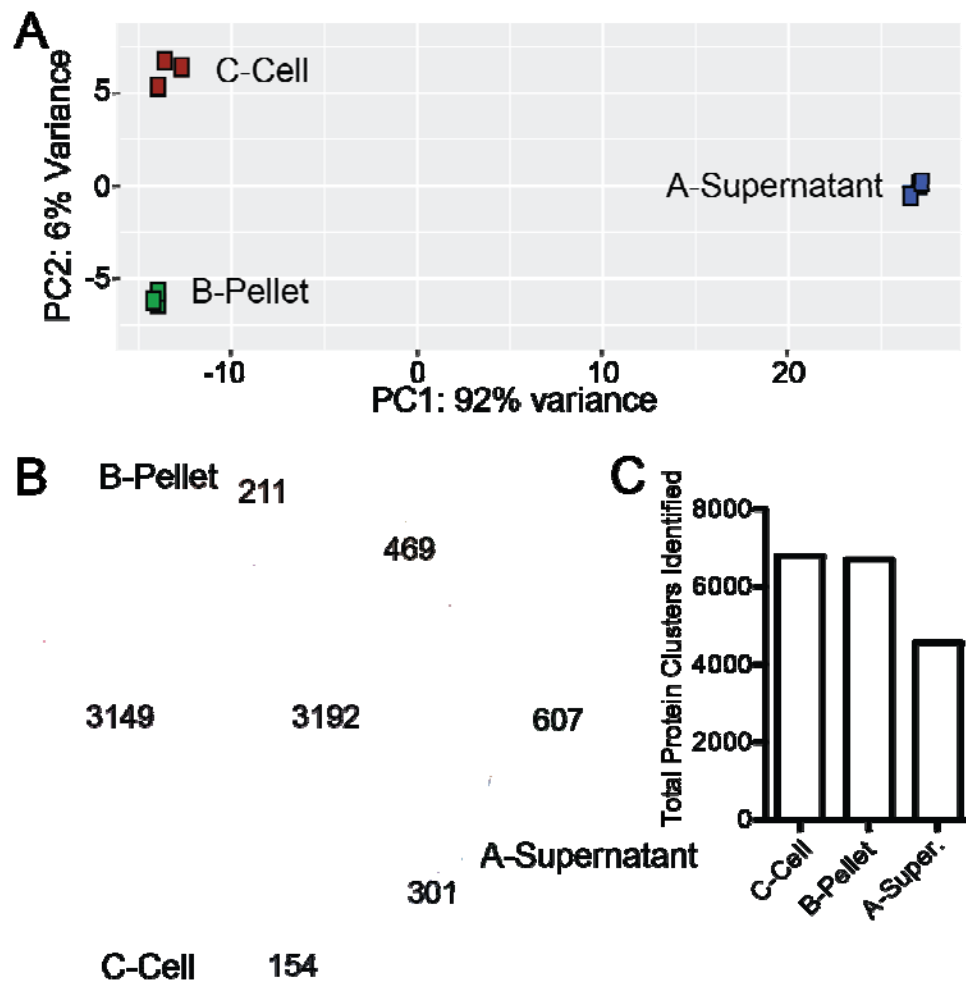 A
PC2: 6% Variance
5
0
-5
C-Cell
A-Supernatant
B-Pellet
-10
0
10
20
PC1: 92% variance
B
B-Pellet
211
469
3149
3192
607
A-Supernatant
301
C-Cell
154
C
Total Protein Clusters Identified
8000
6000
4000
2000
0
C-Cell
B-Pellet
A-Super.